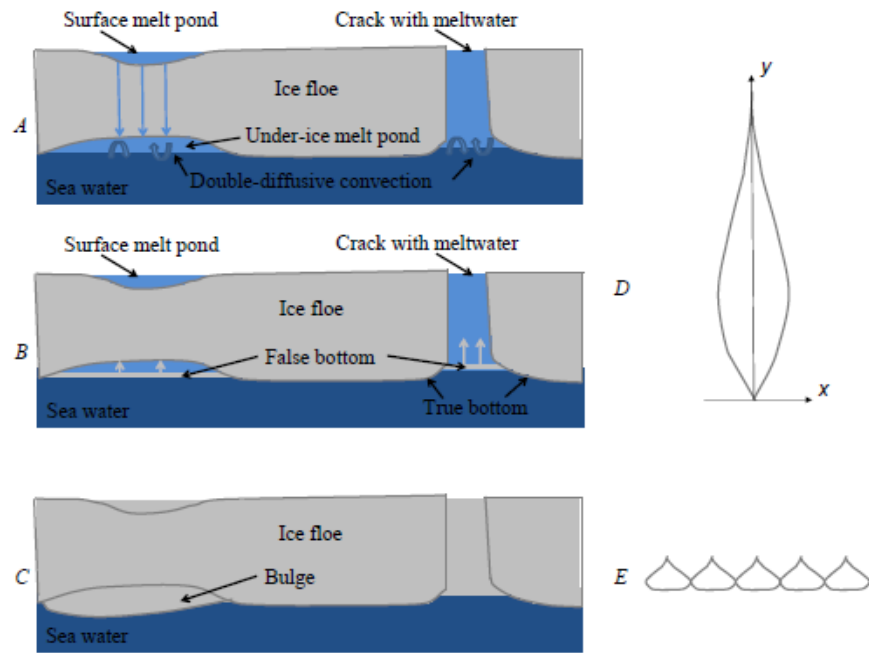 Surface melt pond
Crack with meltwater
Ice floe
A
Under-ice melt pond
Double-diffusive convection
Sea water
Surface melt pond
Crack with meltwater
Ice floe
B
False bottom
True bottom
Sea water
Ice floe
C
Bulge
Sea water
y
D
x
E